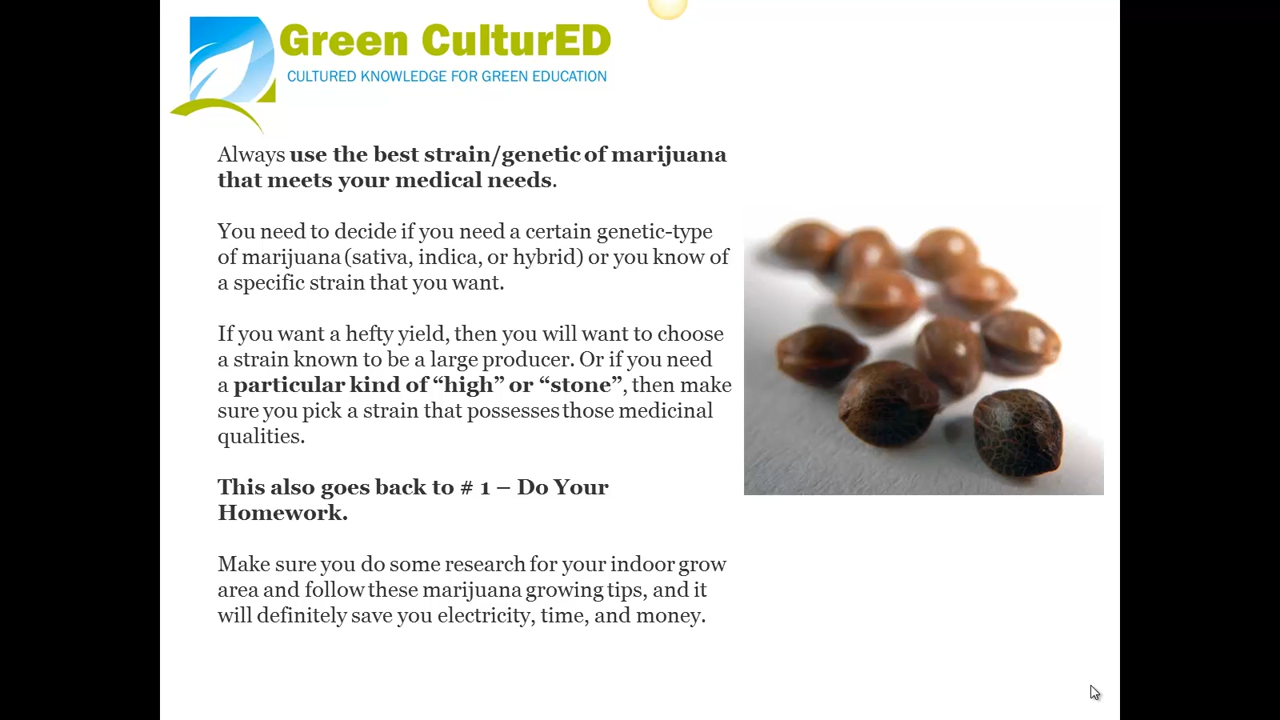 Green CulturED
CULTURED KNOWLEDGE FOR GREEN EDUCATION
Always use the best strain/genetic of marijuana
that meets your medical needs.
You need to decide if you need a certain genetic-type
of marijuana (sativa, indica, or hybrid) or you know of
a specific strain that you want.
If you want a hefty yield, then you will want to choose
a strain known to be a large producer. Or if you need
a particular kind of “high” or “stone”, then make
sure you pick a strain that possesses those medicinal
qualities.
This also goes back to # 1 – Do Your
Homework.
Make sure you do some research for your indoor grow
area and follow these marijuana growing tips, and it
will definitely save you electricity, time, and money.